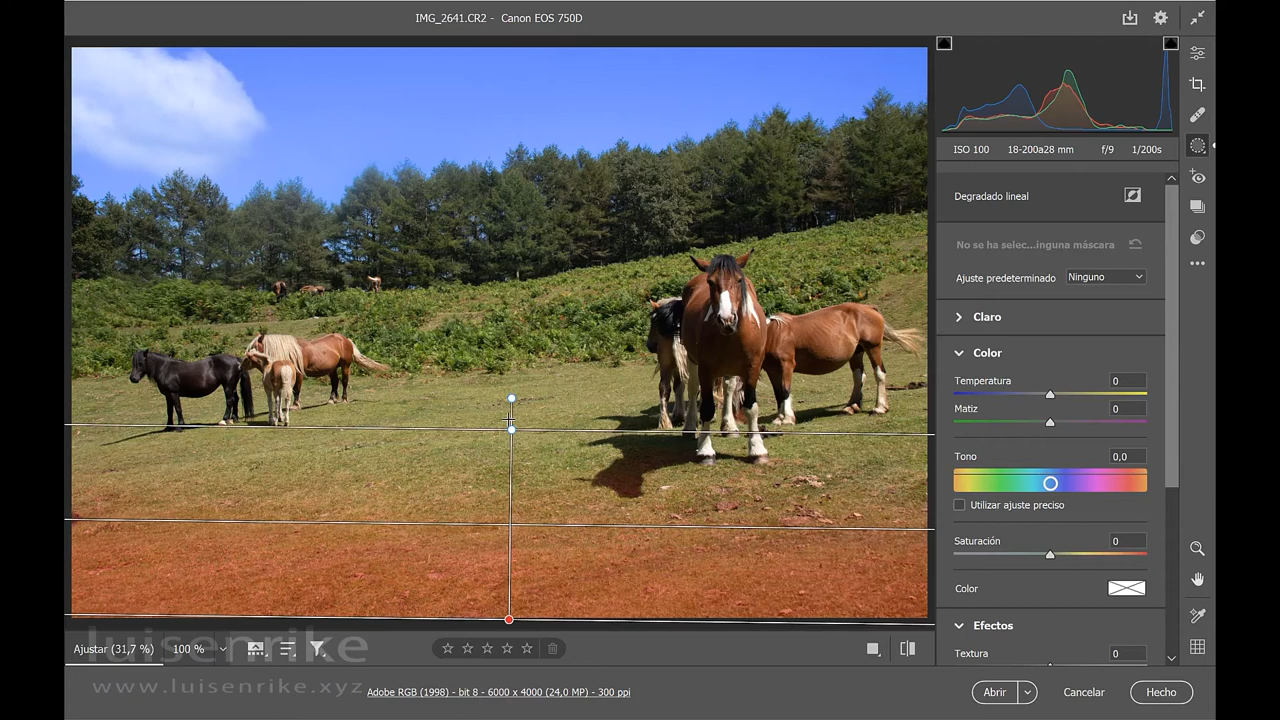 IMG_2641.CR2 - Canon EOS 750D
ISO 100 18-200a28 mm f/9 1/200s
Degradado lineal
No se ha selec...inguna máscara
Ajuste predeterminado Ninguno
Claro
Color
Temperatura 0
Matiz 0
Tono 0,0
Utilizar ajuste preciso
Saturación 0
Color
Efectos
Textura 0
luisenrike
Ajustar (31,7 %) 100 %
www.luisenrike.xyz
Adobe RGB (1998) - bit 8 - 6000 x 4000 (24,0 MP) - 300 ppi
Abrir Cancelar Hecho